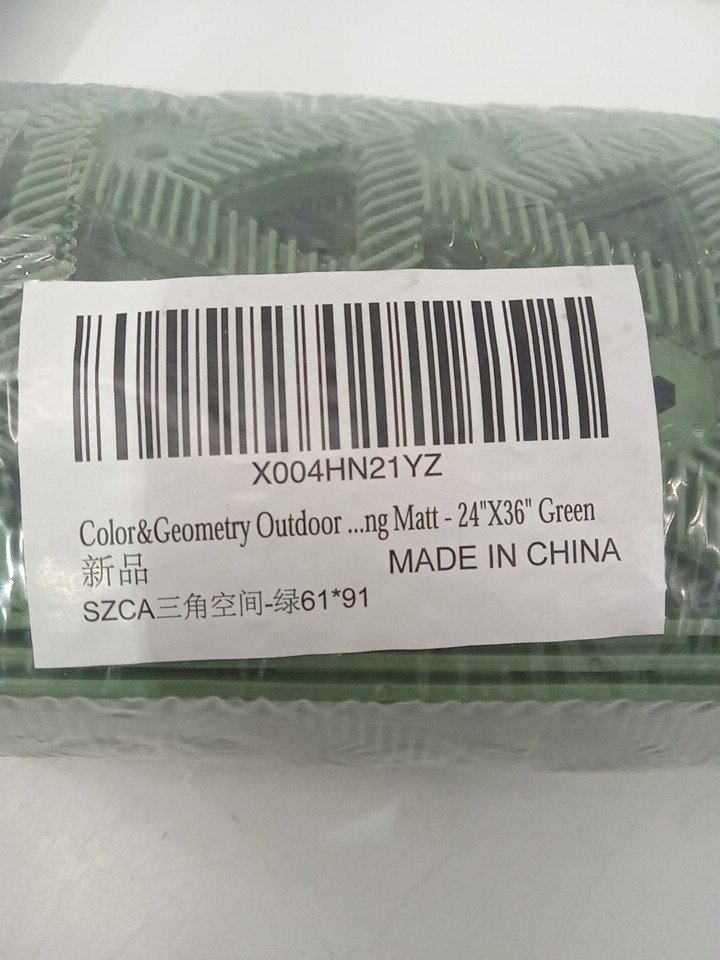 X004HN21YZ
Color&Geometry Outdoor ...ng Matt - 24"X36" Green
新品
MADE IN CHINA
SZCA三角空间-绿61*91